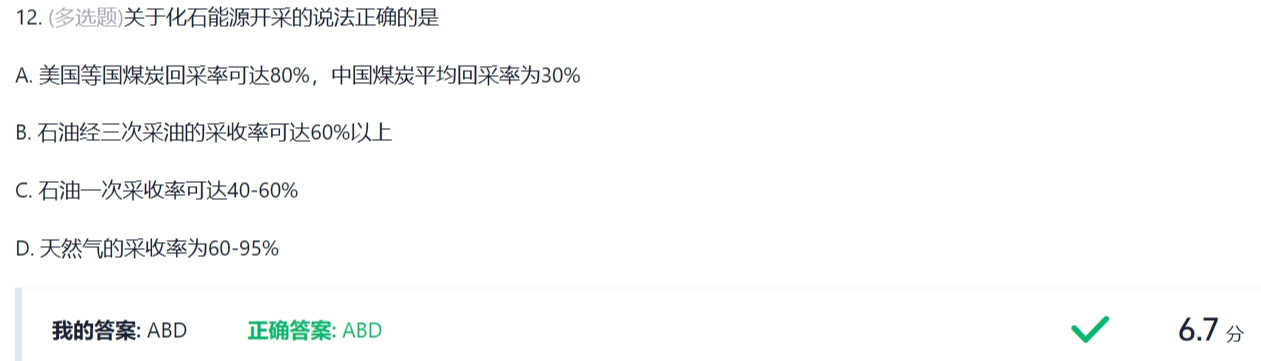 12. (多选题)关于化石能源开采的说法正确的是
A. 美国等国煤炭回采率可达80%，中国煤炭平均回采率为30%
B. 石油经三次采油的采收率可达60%以上
C. 石油一次采收率可达40-60%
D. 天然气的采收率为60-95%
我的答案: ABD 正确答案: ABD 6.7 分